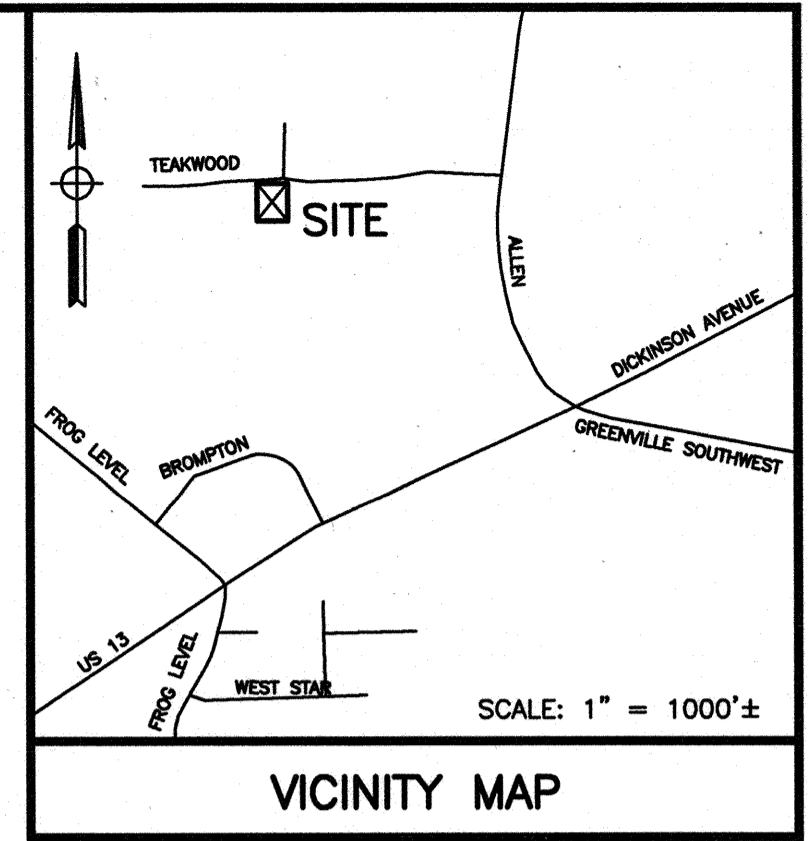 TEAKWOOD
SITE
ALLEN
DICKINSON AVENUE
FROG LEVEL
BROMPTON
GREENVILLE SOUTHWEST
US 13
FROG LEVEL
WEST STAR
SCALE: 1" = 1000'±
VICINITY MAP